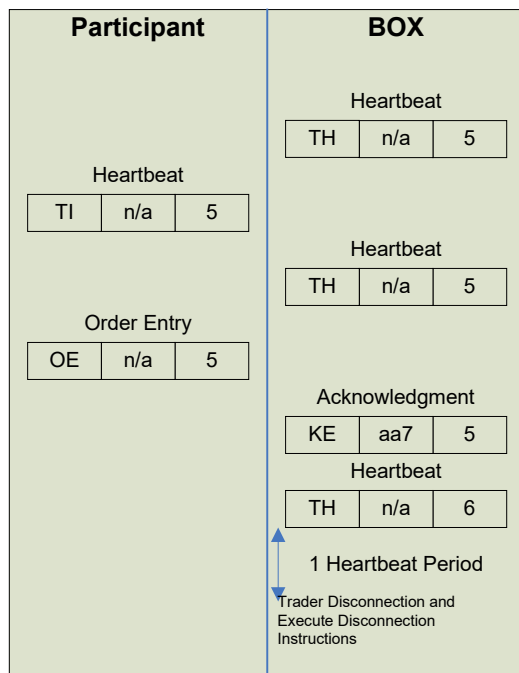 Participant BOX
Heartbeat
TH n/a 5
Heartbeat
TI n/a 5
Heartbeat
TH n/a 5
Order Entry
OE n/a 5
Acknowledgment
KE aa7 5
Heartbeat
TH n/a 6
1 Heartbeat Period
Trader Disconnection and
Execute Disconnection
Instructions